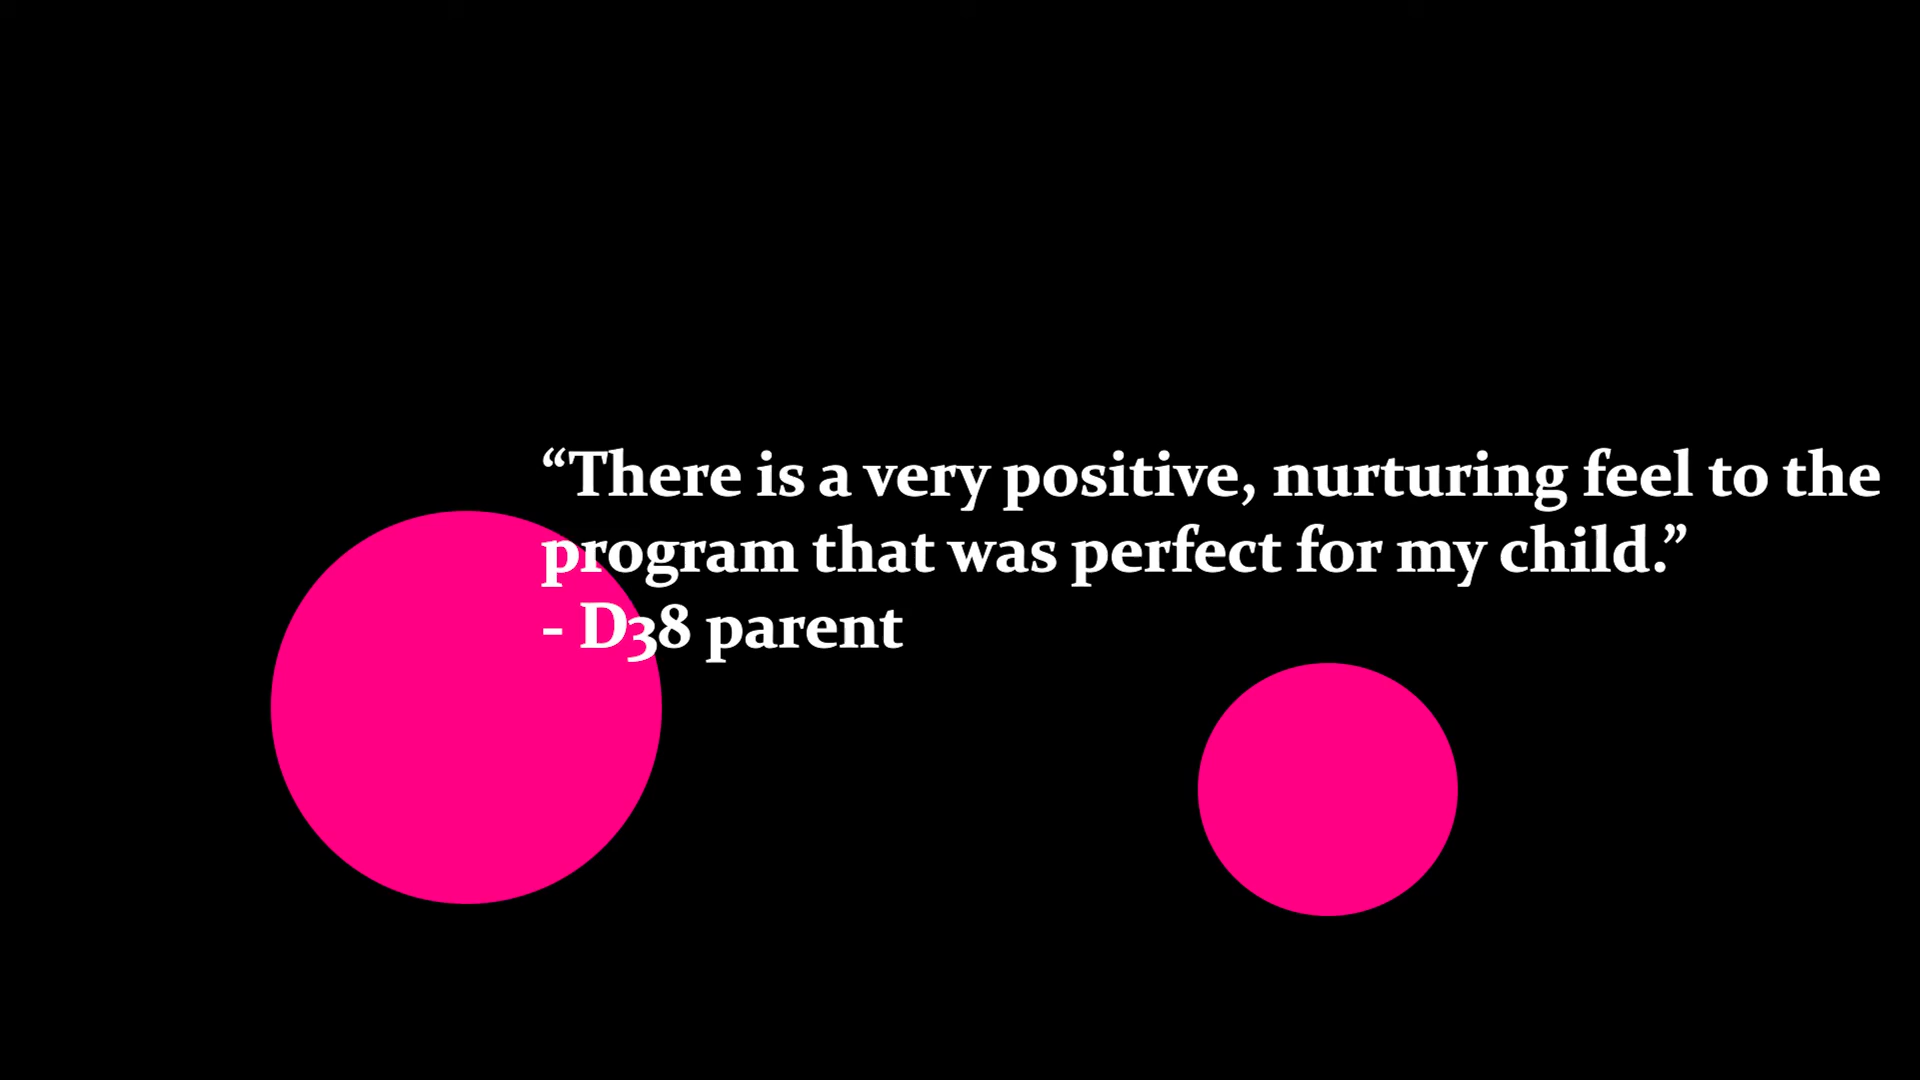 “There is a very positive, nurturing feel to the
program that was perfect for my child.”
- D38 parent